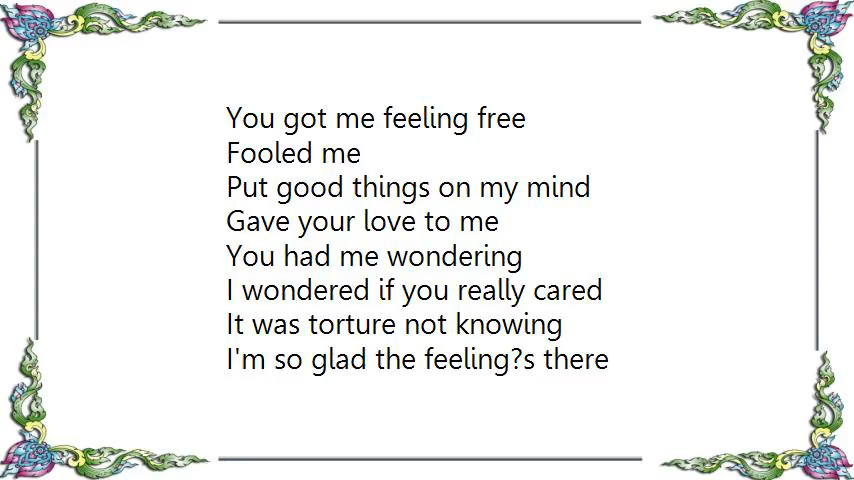 You got me feeling free
Fooled me
Put good things on my mind
Gave your love to me
You had me wondering
I wondered if you really cared
It was torture not knowing
I'm so glad the feeling?s there